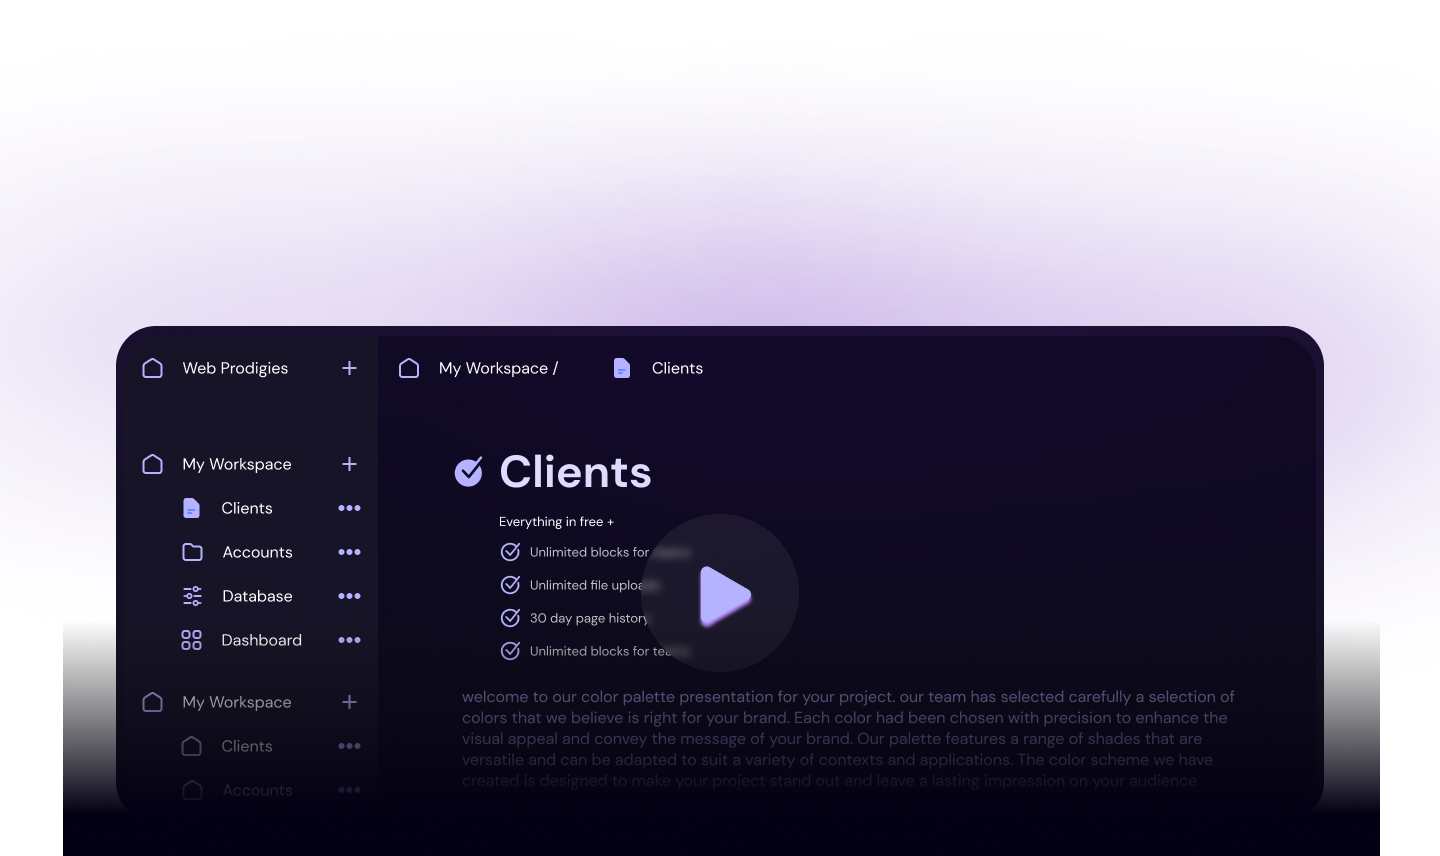 Web Prodigies
My Workspace /
Clients
My Workspace
Clients
Accounts
Database
Dashboard
My Workspace
Clients
Accounts
Clients
Everything in free +
Unlimited blocks for
Unlimited file
30 day page history
Unlimited blocks for
welcome to our color palette presentation for your project. our team has selected carefully a selection of
colors that we believe is right for your brand. Each color had been chosen with precision to enhance the
visual appeal and convey the message of your brand. Our palette features a range of shades that are
versatile and can be adapted to suit a variety of contexts and applications. The color scheme we have
created is designed to make your project stand out and leave a lasting impression on your audience